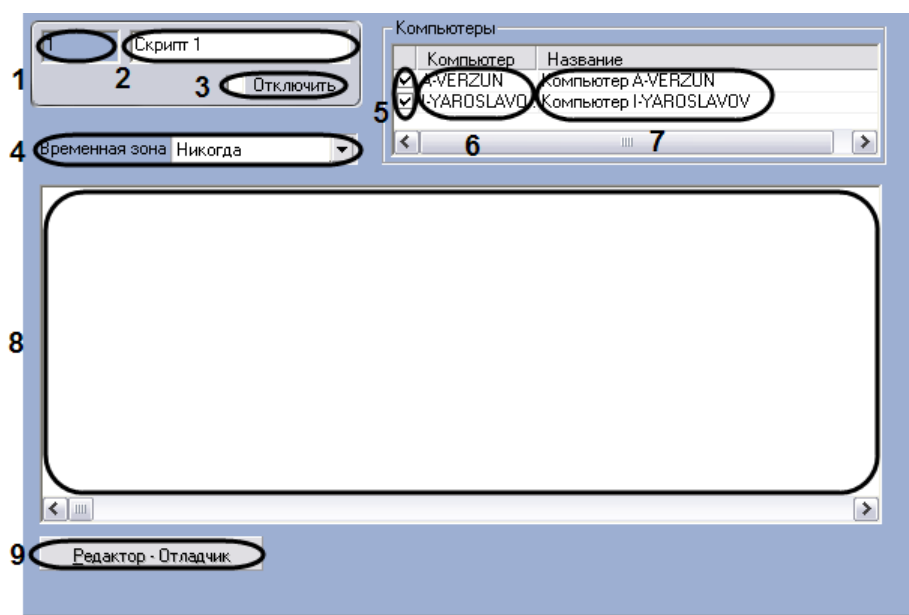 1 Скрипт 1
1 2 3 Отключить
4 Временная зона Никогда
Компьютеры
Компьютер Название
A-VERZUN Компьютер A-VERZUN
5 I-YAROSLAVO Компьютер I-YAROSLAVOV
6 7
8
9 Редактор - Отладчик